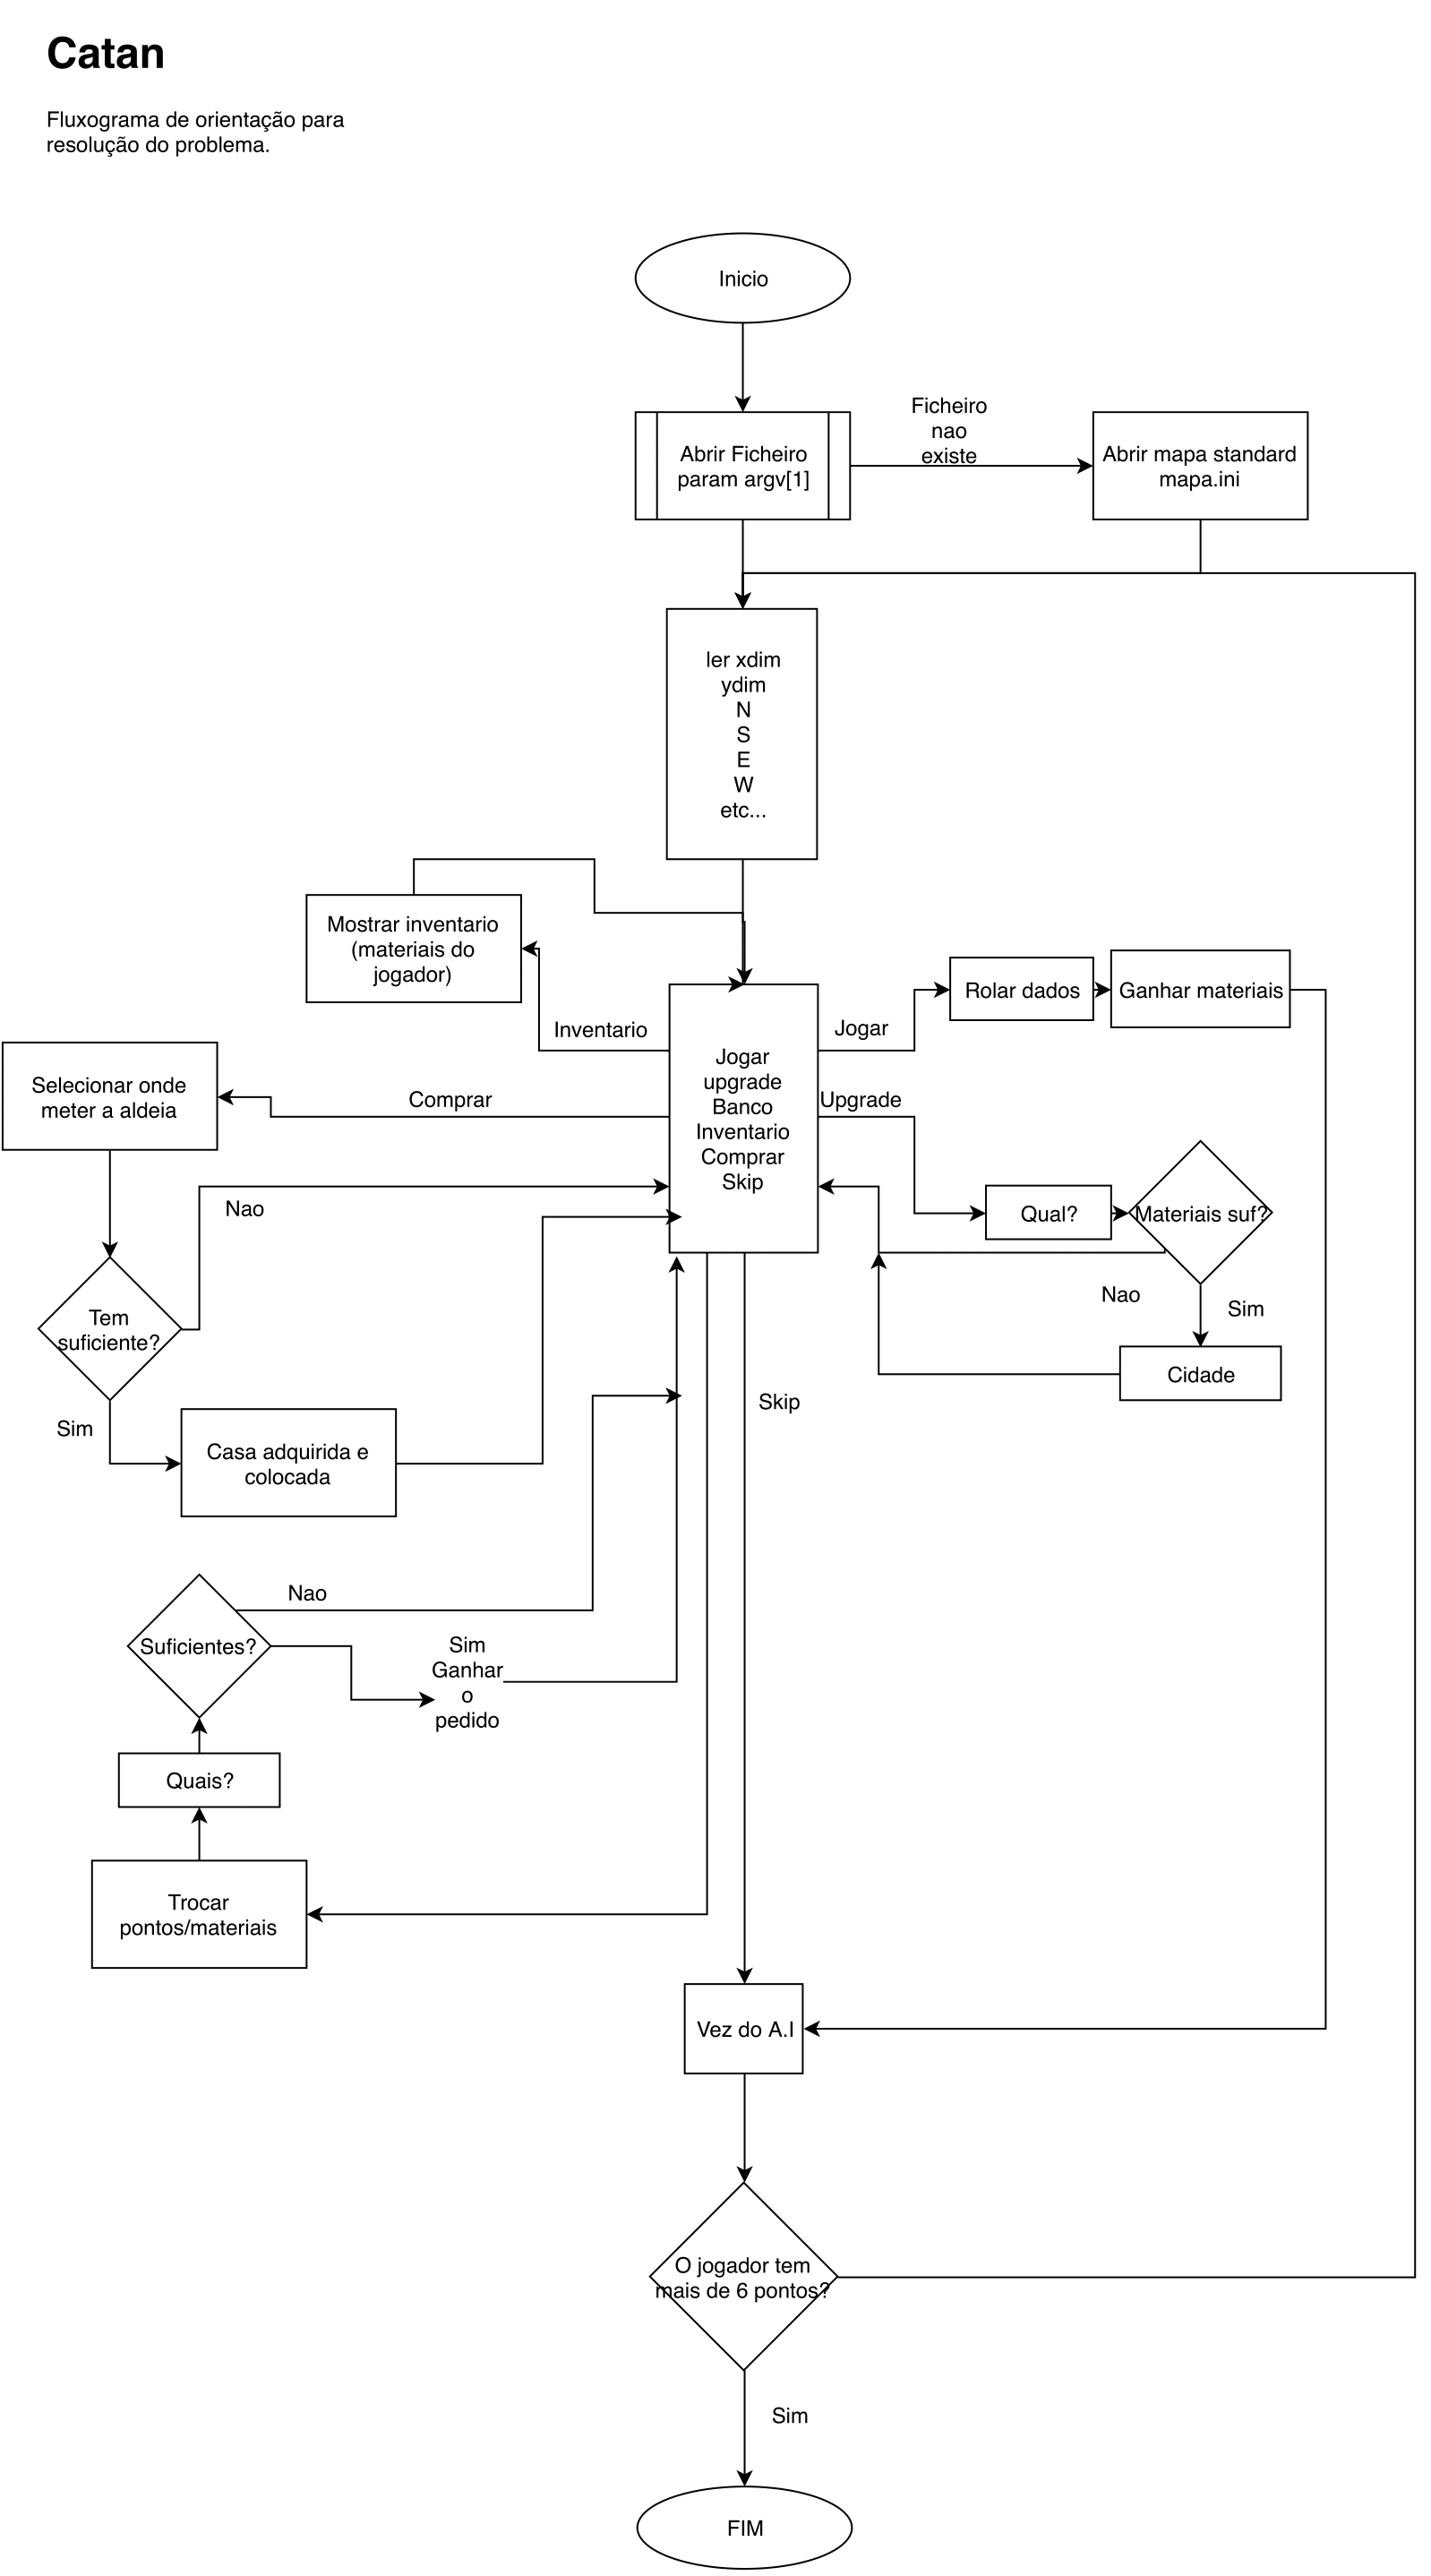 Catan
Fluxograma de orientação para
resolução do problema.
Inicio
Abrir Ficheiro
param argv[1]
Ficheiro
nao
existe
Abrir mapa standard
mapa.ini
ler xdim
ydim
N
S
E
W
etc...
Mostrar inventario
(materiais do
jogador)
Inventario
Jogar
upgrade
Banco
Inventario
Comprar
Skip
Jogar
Rolar dados
Ganhar materiais
Selecionar onde
meter a aldeia
Comprar
Upgrade
Qual?
Materiais suf?
Nao
Sim
Cidade
Nao
Tem
suficiente?
Sim
Casa adquirida e
colocada
Skip
Nao
Suficientes?
Sim
Ganhar
o
pedido
Quais?
Trocar
pontos/materiais
Vez do A.I
O jogador tem
mais de 6 pontos?
Sim
FIM